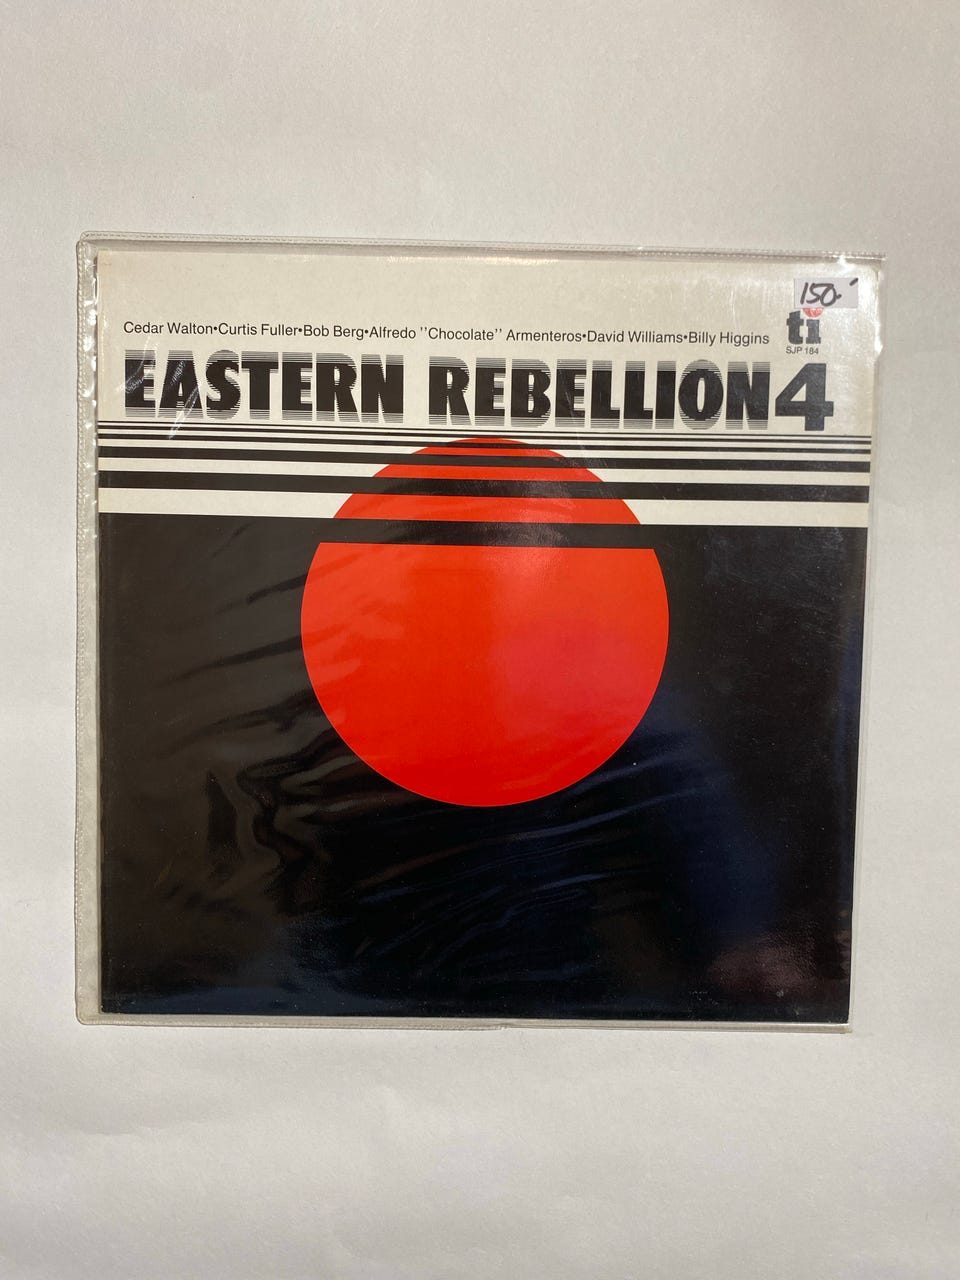 150.-
Cedar Walton•Curtis Fuller•Bob Berg•Alfredo ''Chocolate'' Armenteros•David Williams•Billy Higgins
ti
SJP 184
EASTERN REBELLION 4